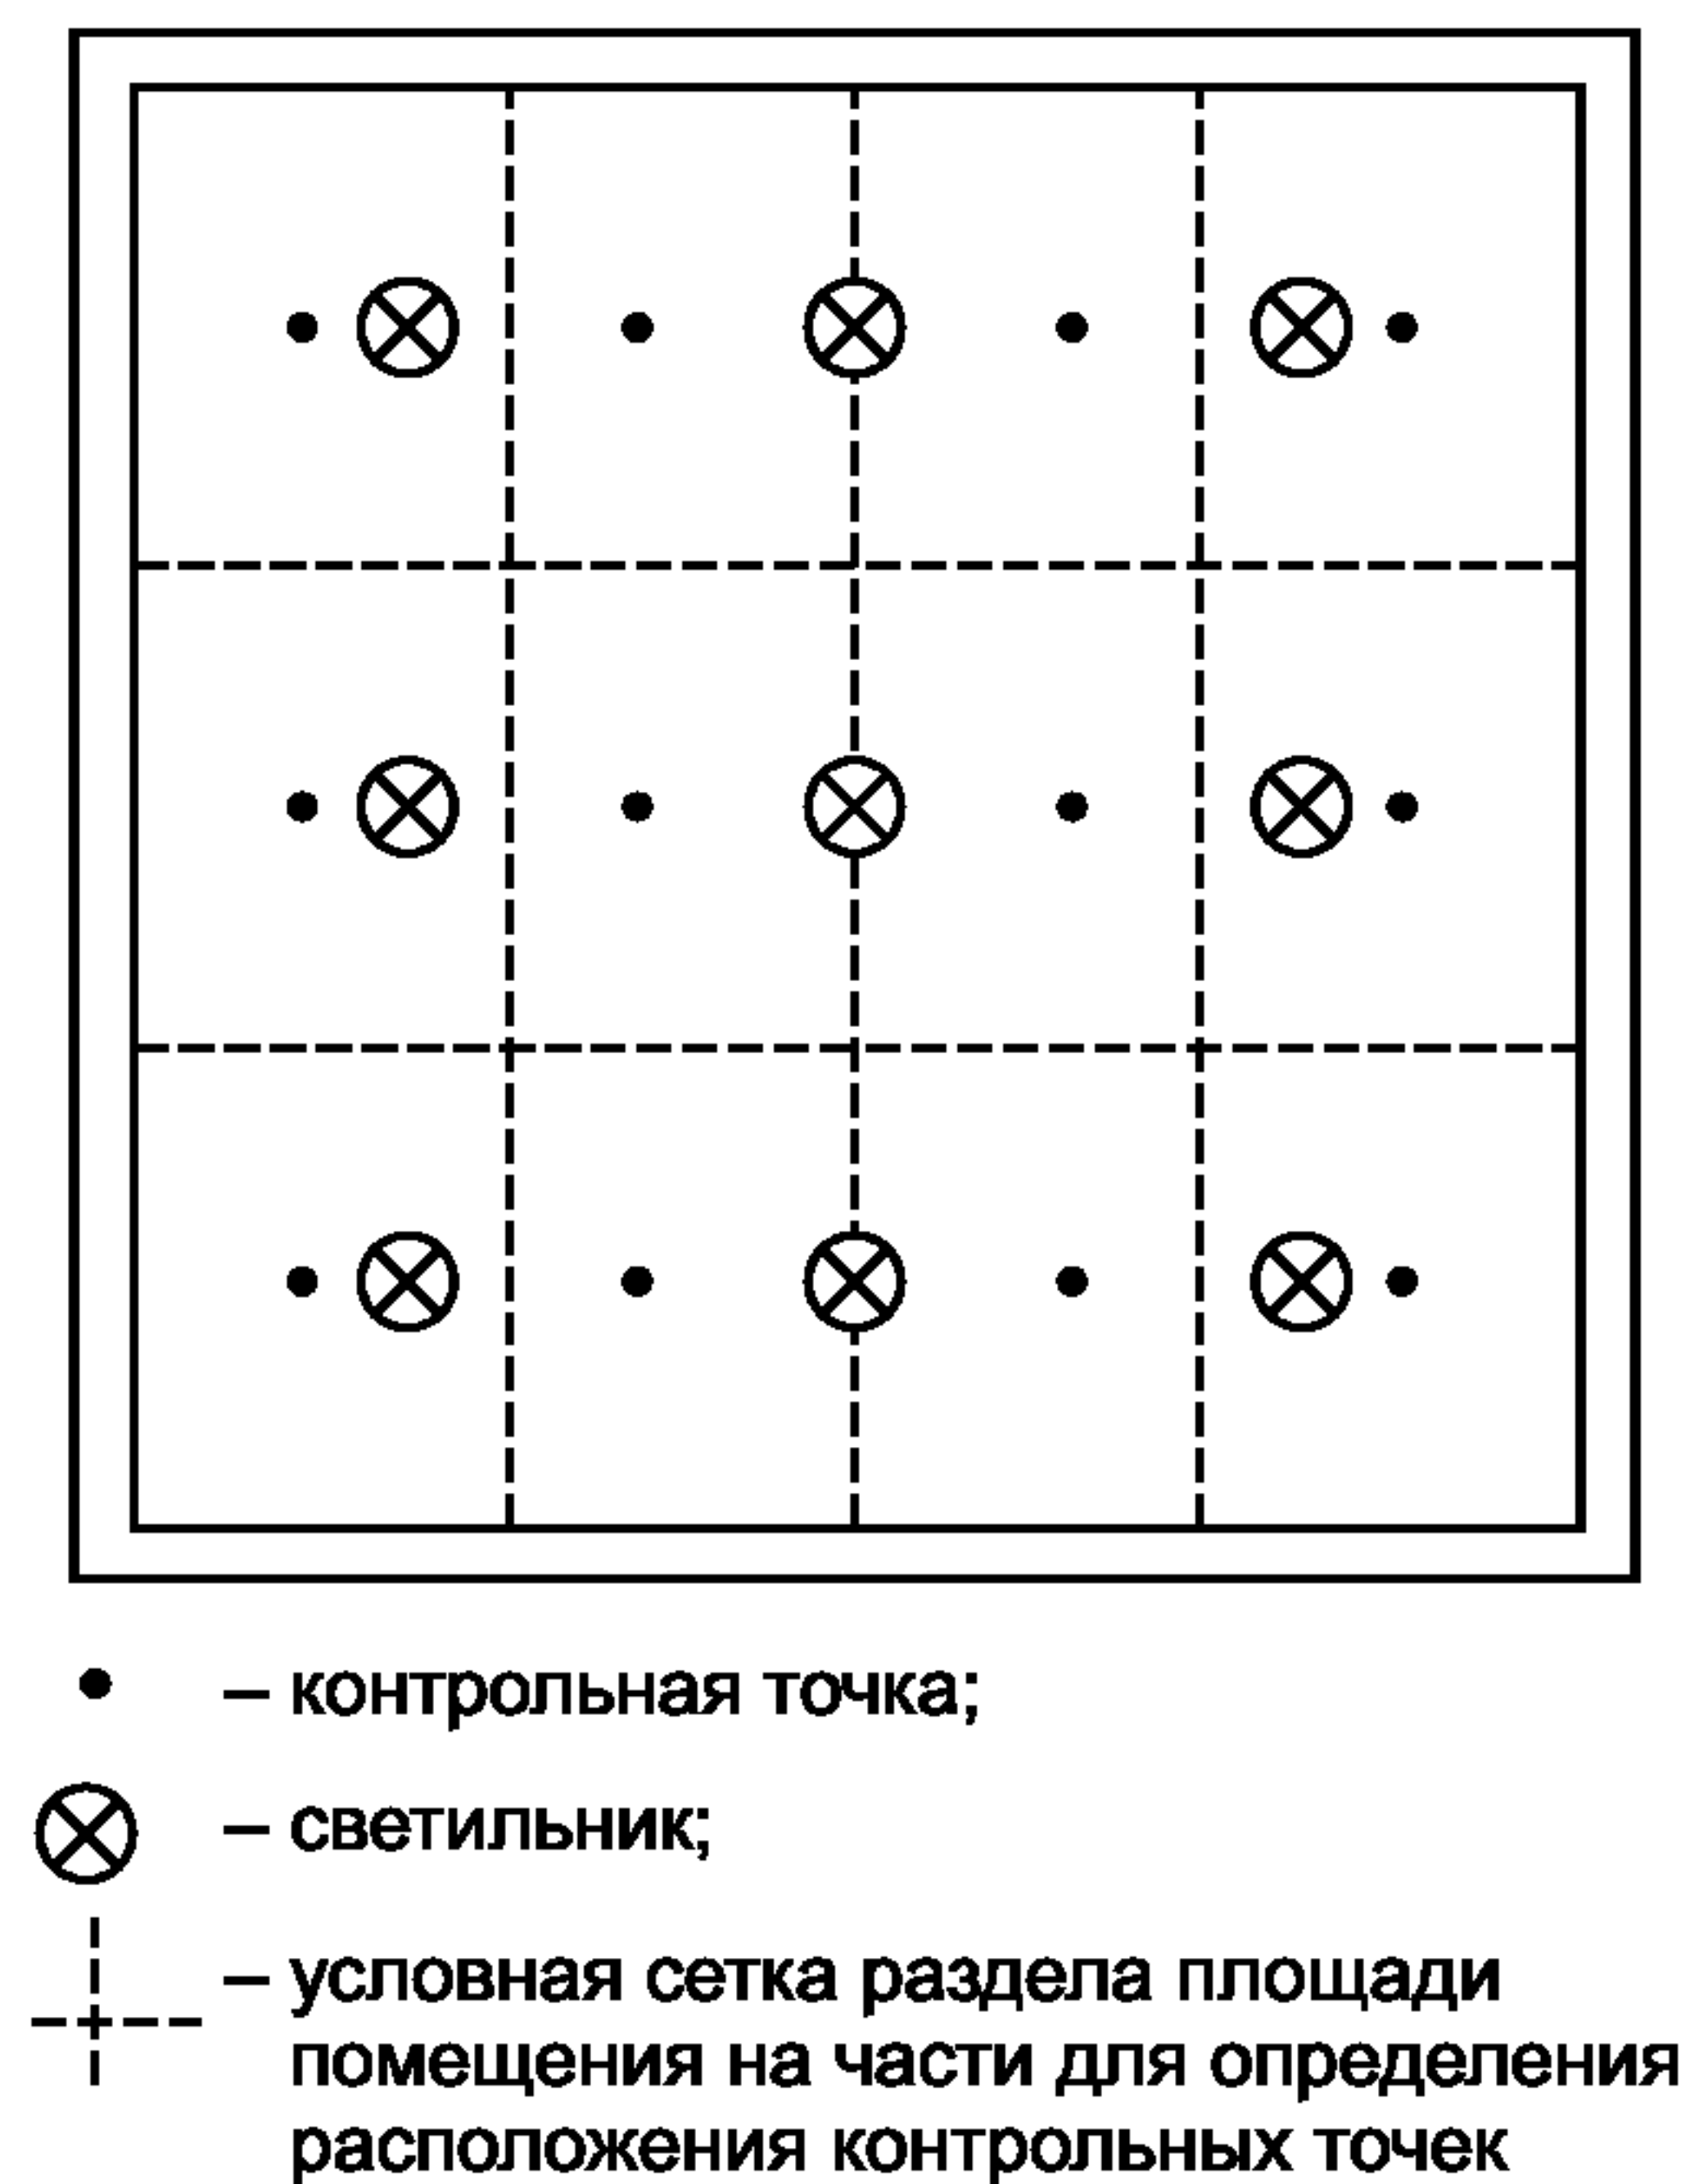 – контрольная точка;
– светильник;
– условная сетка раздела площади
помещения на части для определения
расположения контрольных точек